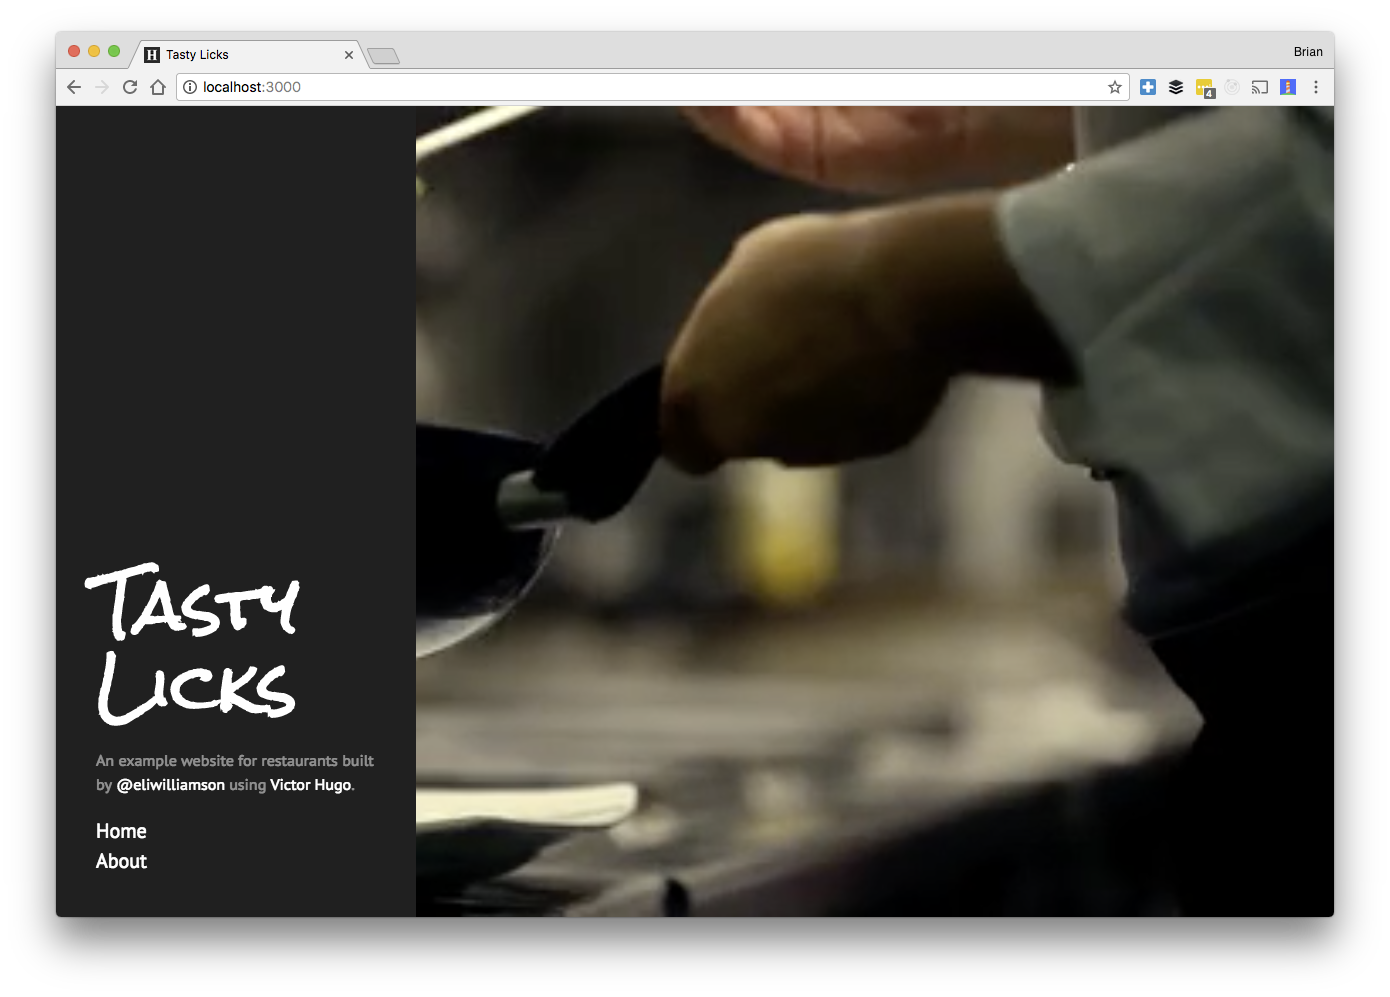 Tasty Licks
Brian
localhost:3000
4
Tasty
Licks
An example website for restaurants built
by @eliwilliamson using Victor Hugo.
Home
About